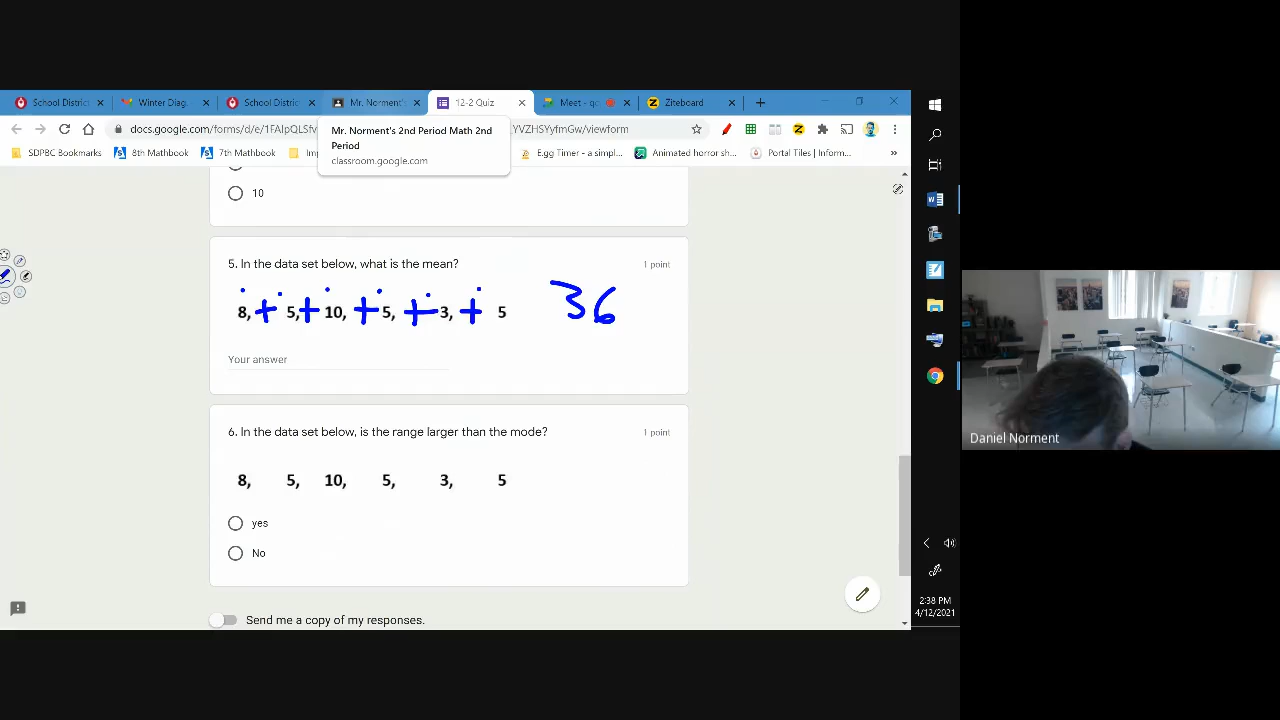 School District Winter Diag. School Distric Mr. Norment's 12-2 Quiz Meet - qc Ziteboard
docs.google.com/forms/d/e/1FAIpQLSfv YVZHSYyfmGw/viewform
SDPBC Bookmarks 8th Mathbook 7th Mathbook Im E.gg Timer - a simpl... Animated horror sh... Portal Tiles | Inform... »
Mr. Norment's 2nd Period Math 2nd
Period
classroom.google.com
10
5. In the data set below, what is the mean? 1 point
8, + 5, + 10, + 5, + 3, + 5 36
Your answer
6. In the data set below, is the range larger than the mode? 1 point
8, 5, 10, 5, 3, 5
yes
No
Send me a copy of my responses.
Daniel Norment
2:38 PM
4/12/2021